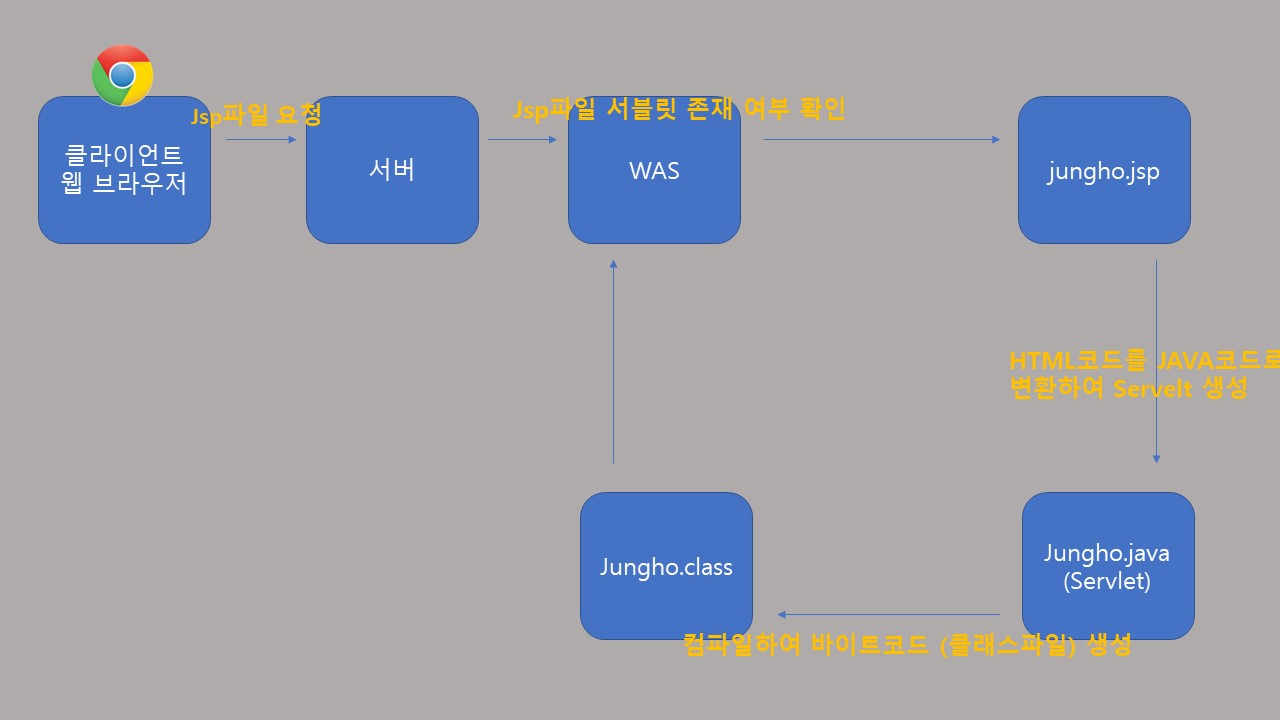 Jsp파일 요청
Jsp파일 서블릿 존재 여부 확인
클라이언트
웹 브라우저
서버
WAS
jungho.jsp
HTML코드를 JAVA코드로
변환하여 Servelt 생성
Jungho.class
Jungho.java
(Servlet)
컴파일하여 바이트코드 (클래스파일) 생성